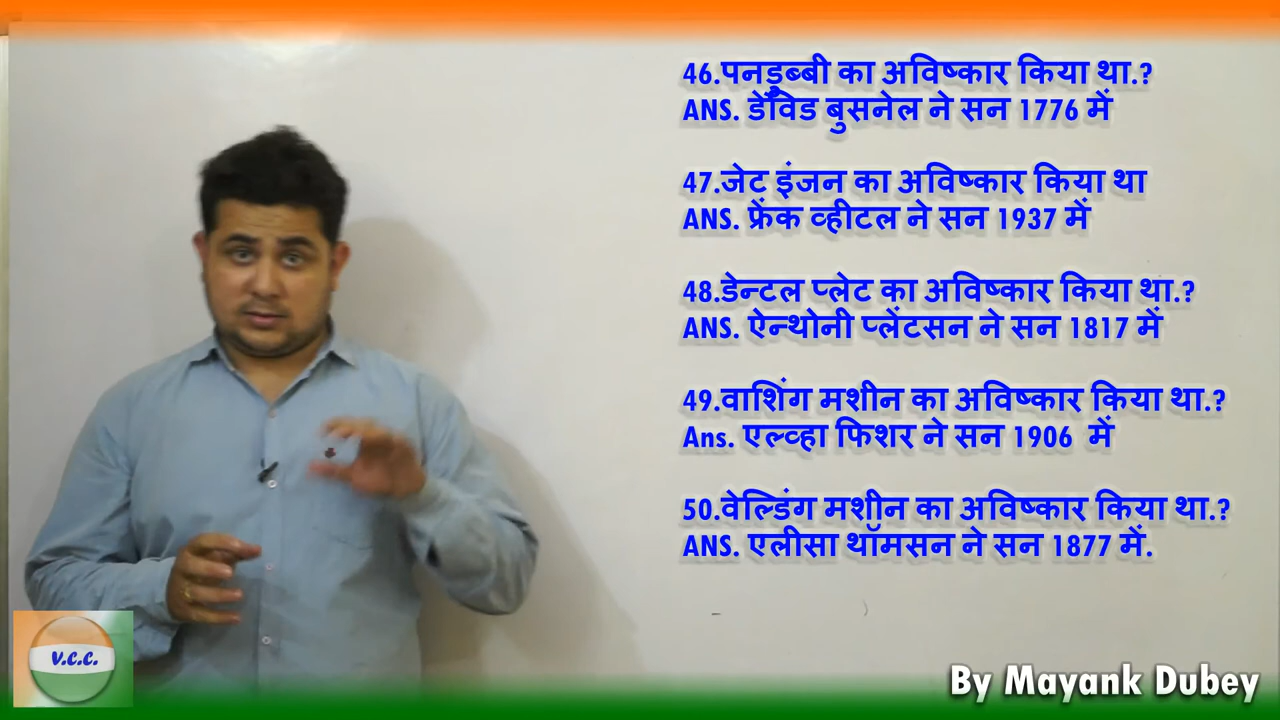 46.पनडुब्बी का अविष्कार किया था.?
ANS. डेविड बुसनेल ने सन 1776 में
47.जेट इंजन का अविष्कार किया था
ANS. फ्रेंक व्हीटल ने सन 1937 में
48.डेन्टल प्लेट का अविष्कार किया था.?
ANS. ऐन्थोनी प्लेंटसन ने सन 1817 में
49.वाशिंग मशीन का अविष्कार किया था.?
Ans. एल्व्हा फिशर ने सन 1906 में
50.वेल्डिंग मशीन का अविष्कार किया था.?
ANS. एलीसा थॉमसन ने सन 1877 में.
V.C.C.
By Mayank Dubey